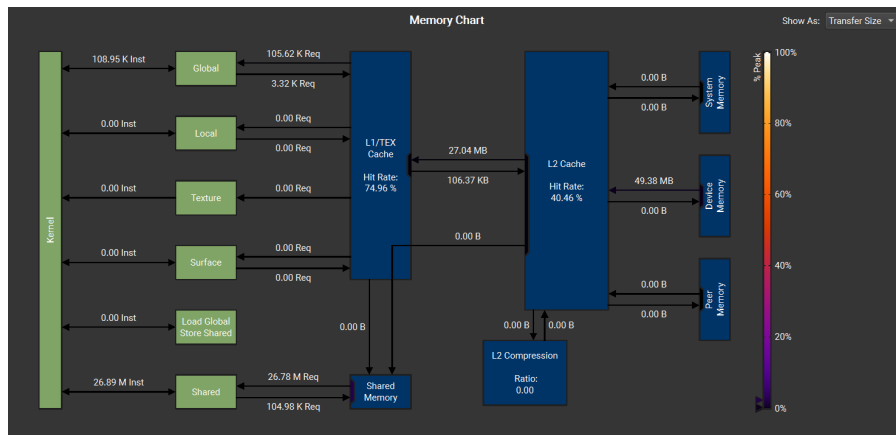 Memory Chart
Show As: Transfer Size
Kernel
108.95 K Inst
Global
105.62 K Req
3.32 K Req
0.00 Inst
Local
0.00 Req
0.00 Req
0.00 Inst
Texture
0.00 Req
0.00 Inst
Surface
0.00 Req
0.00 Req
0.00 Inst
Load Global
Store Shared
26.89 M Inst
Shared
26.78 M Req
104.98 K Req
L1/TEX
Cache
Hit Rate:
74.96 %
0.00 B
Shared
Memory
27.04 MB
106.37 KB
0.00 B
L2 Cache
Hit Rate:
40.46 %
0.00 B
0.00 B
L2 Compression
Ratio:
0.00
0.00 B
0.00 B
System
Memory
49.38 MB
0.00 B
Device
Memory
0.00 B
0.00 B
Peer
Memory
% Peak
100%
80%
60%
40%
20%
0%